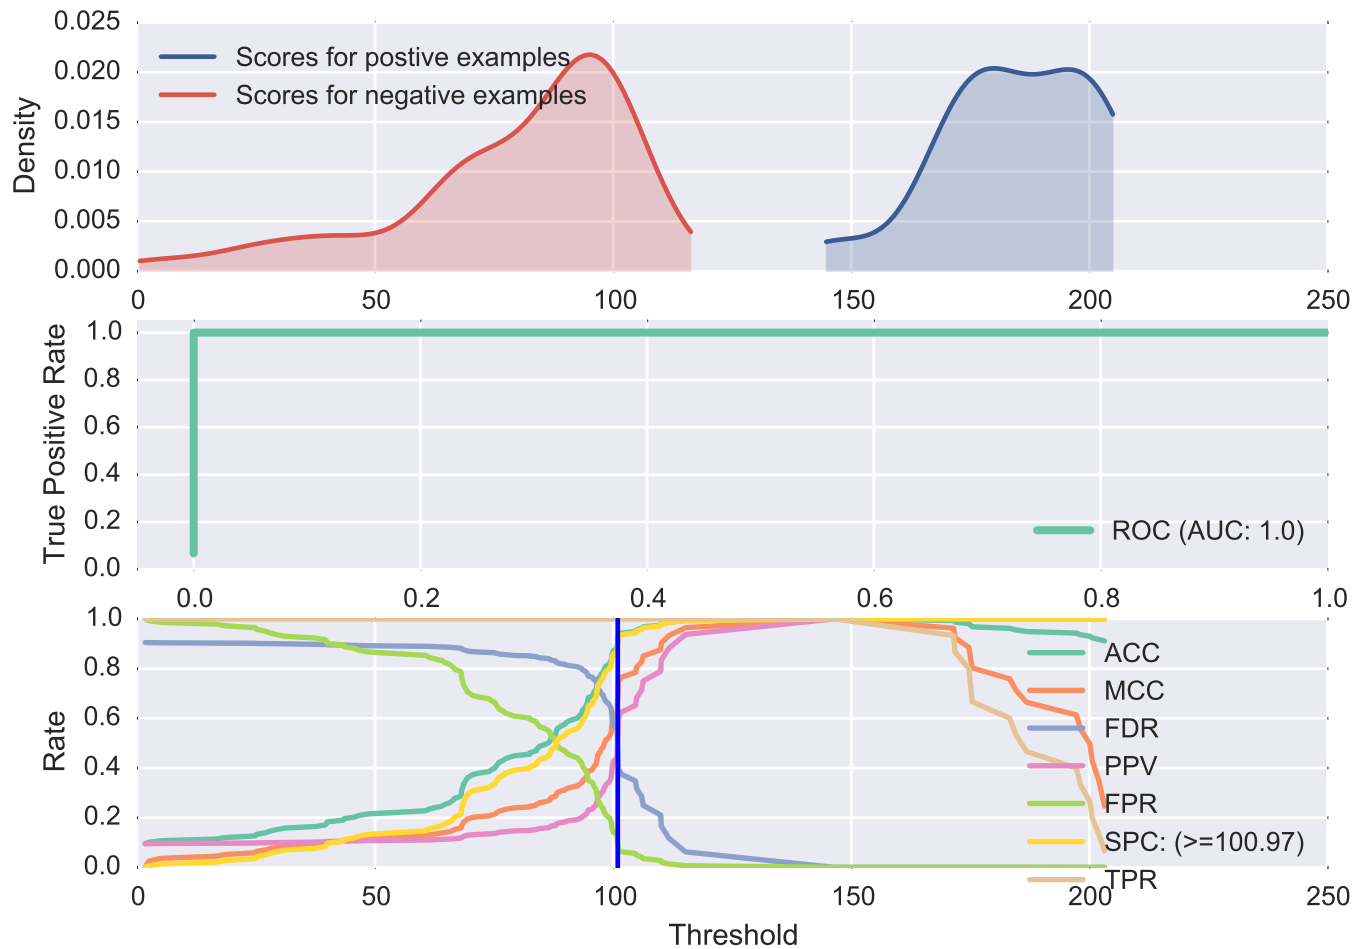 0.025
0.020
0.015
0.010
0.005
0.000
Density
Scores for postive examples
Scores for negative examples
0 50 100 150 200 250
1.0
0.8
0.6
0.4
0.2
0.0
True Positive Rate
ROC (AUC: 1.0)
0.0 0.2 0.4 0.6 0.8 1.0
1.0
0.8
0.6
0.4
0.2
0.0
Rate
ACC
MCC
FDR
PPV
FPR
SPC: (>=100.97)
TPR
0 50 100 150 200 250
Threshold